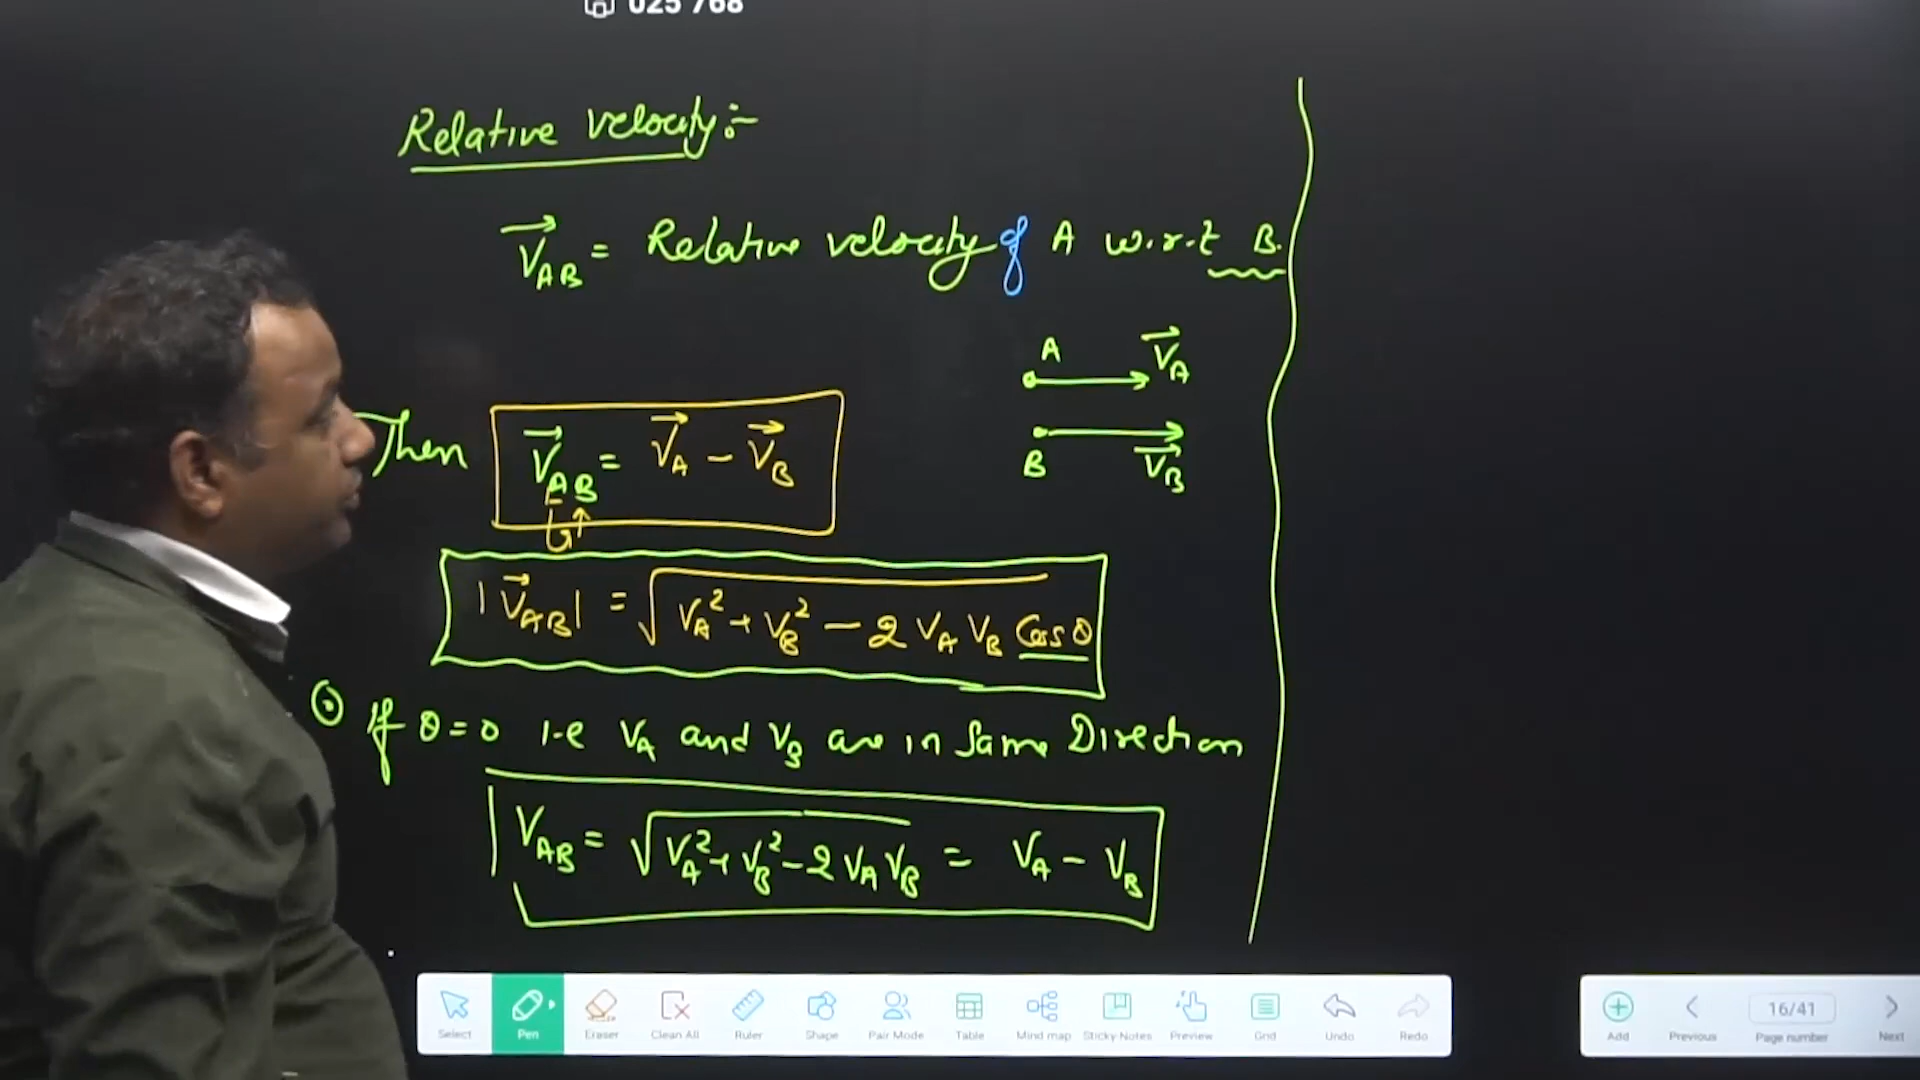 025 768
Relative velocity :-
V⃗AB = Relative velocity of A w.r.t B.
A V⃗A
Then V⃗AB = V⃗A - V⃗B
B V⃗B
|V⃗AB| = √VA² + VB² - 2 VA VB Cos θ
⊙ If θ = 0 i-e VA and VB are in Same Direction
VAB = √VA² + VB² - 2 VA VB = VA - VB
Select Pen Eraser Clean All Ruler Shape Pair Mode Table Mind map Sticky Notes Preview Grid Undo Redo
Add Previous 16/41 Page number Next